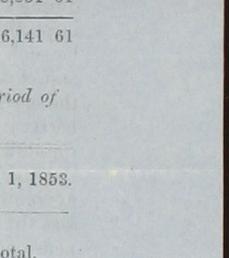 6,141 61
riod of
1, 1853.
otal.